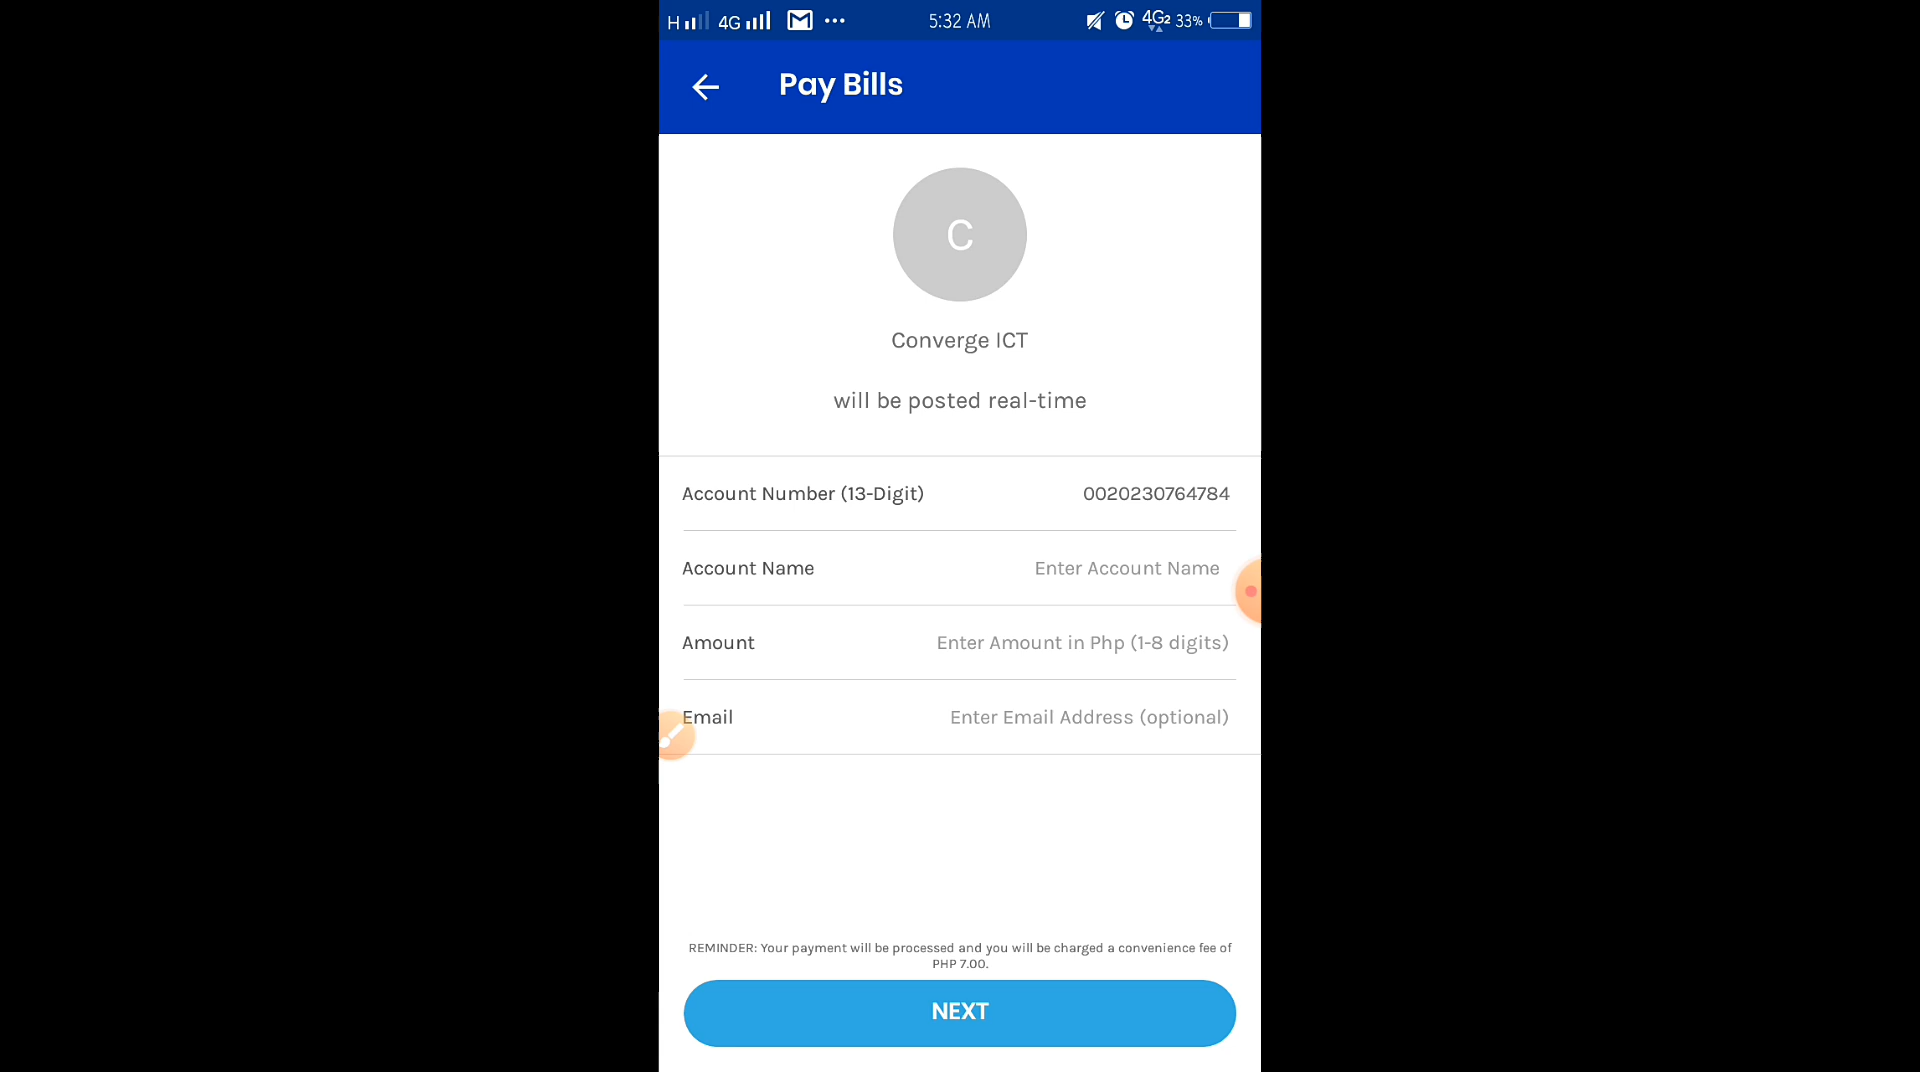 H 4G 5:32 AM 4G2 33%
Pay Bills
C
Converge ICT
will be posted real-time
Account Number (13-Digit) 0020230764784
Account Name Enter Account Name
Amount Enter Amount in Php (1-8 digits)
Email Enter Email Address (optional)
REMINDER: Your payment will be processed and you will be charged a convenience fee of
PHP 7.00.
NEXT